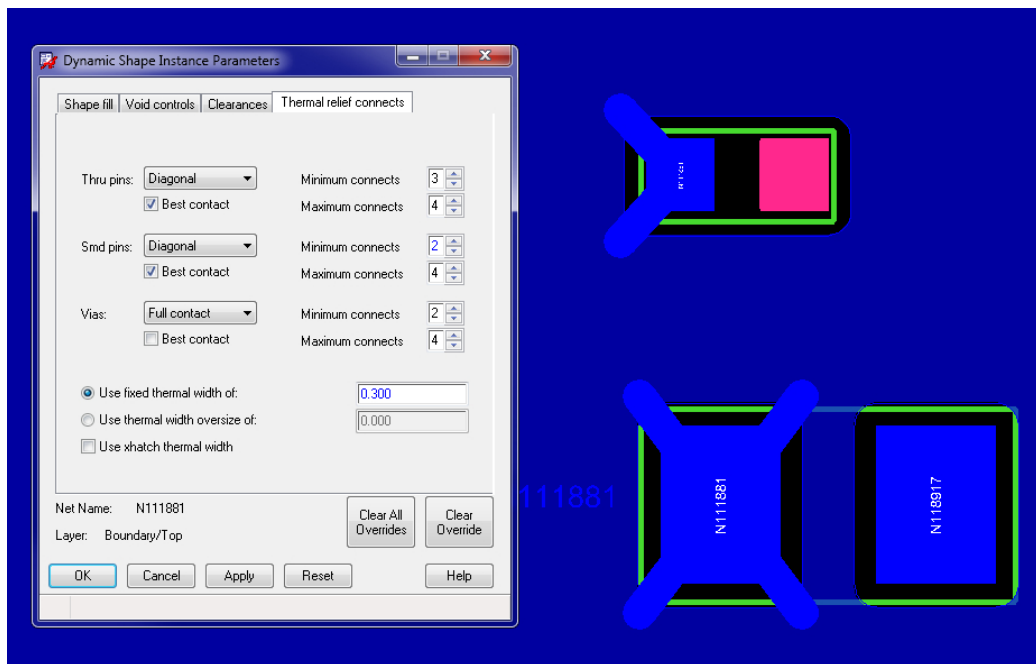 Dynamic Shape Instance Parameters
Shape fill Void controls Clearances Thermal relief connects
Thru pins: Diagonal Minimum connects 3
Best contact Maximum connects 4
Smd pins: Diagonal Minimum connects 2
Best contact Maximum connects 4
Vias: Full contact Minimum connects 2
Best contact Maximum connects 4
Use fixed thermal width of: 0.300
Use thermal width oversize of: 0.000
Use xhatch thermal width
Net Name: N111881
Layer: Boundary/Top
Clear All Overrides
Clear Override
OK Cancel Apply Reset Help
111881
N111881
N118917